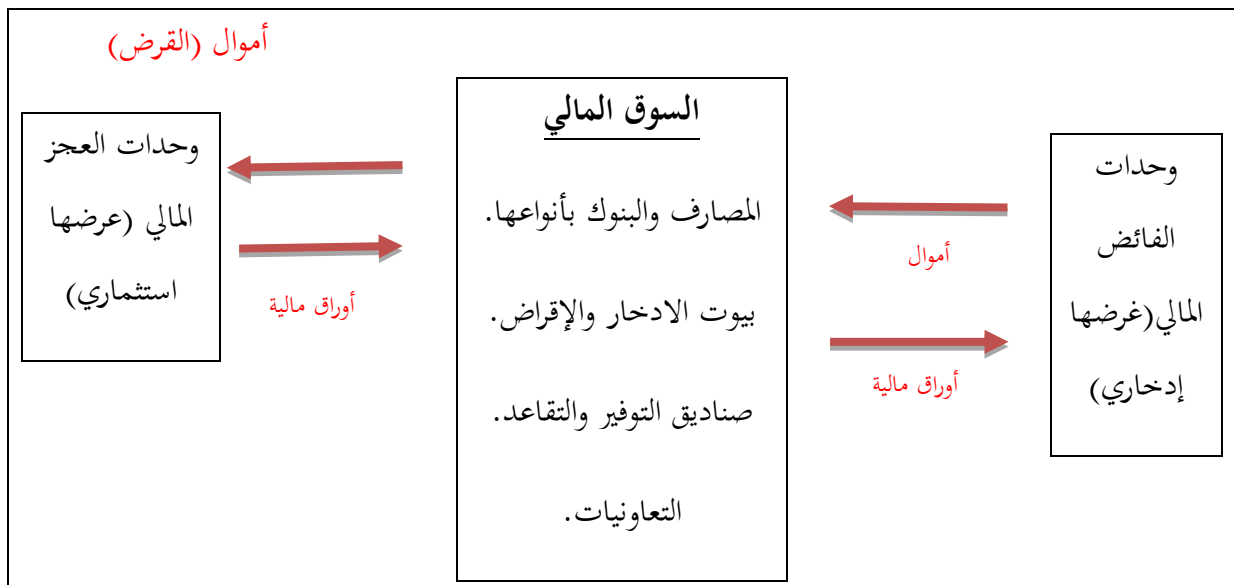 أموال (القرض)
وحدات
الفائض
المالي(غرضها
إدخاري)
أموال
أوراق مالية
السوق المالي
المصارف والبنوك بأنواعها.
بيوت الادخار والإقراض.
صناديق التوفير والتقاعد.
التعاونيات.
أوراق مالية
وحدات العجز
المالي (عرضها
استثماري)